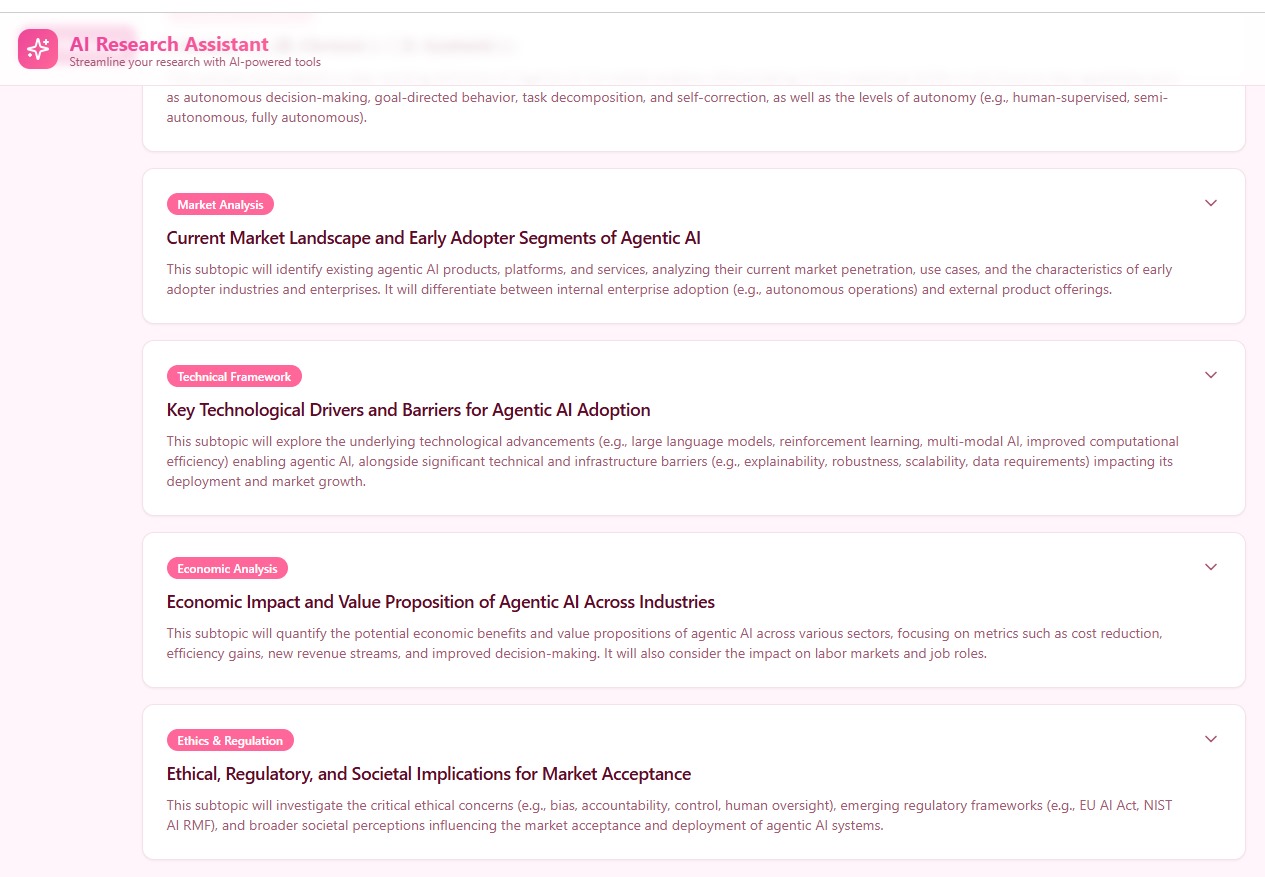 AI Research Assistant
Streamline your research with AI-powered tools
as autonomous decision-making, goal-directed behavior, task decomposition, and self-correction, as well as the levels of autonomy (e.g., human-supervised, semi-
autonomous, fully autonomous).
Market Analysis
Current Market Landscape and Early Adopter Segments of Agentic AI
This subtopic will identify existing agentic AI products, platforms, and services, analyzing their current market penetration, use cases, and the characteristics of early
adopter industries and enterprises. It will differentiate between internal enterprise adoption (e.g., autonomous operations) and external product offerings.
Technical Framework
Key Technological Drivers and Barriers for Agentic AI Adoption
This subtopic will explore the underlying technological advancements (e.g., large language models, reinforcement learning, multi-modal AI, improved computational
efficiency) enabling agentic AI, alongside significant technical and infrastructure barriers (e.g., explainability, robustness, scalability, data requirements) impacting its
deployment and market growth.
Economic Analysis
Economic Impact and Value Proposition of Agentic AI Across Industries
This subtopic will quantify the potential economic benefits and value propositions of agentic AI across various sectors, focusing on metrics such as cost reduction,
efficiency gains, new revenue streams, and improved decision-making. It will also consider the impact on labor markets and job roles.
Ethics & Regulation
Ethical, Regulatory, and Societal Implications for Market Acceptance
This subtopic will investigate the critical ethical concerns (e.g., bias, accountability, control, human oversight), emerging regulatory frameworks (e.g., EU AI Act, NIST
AI RMF), and broader societal perceptions influencing the market acceptance and deployment of agentic AI systems.